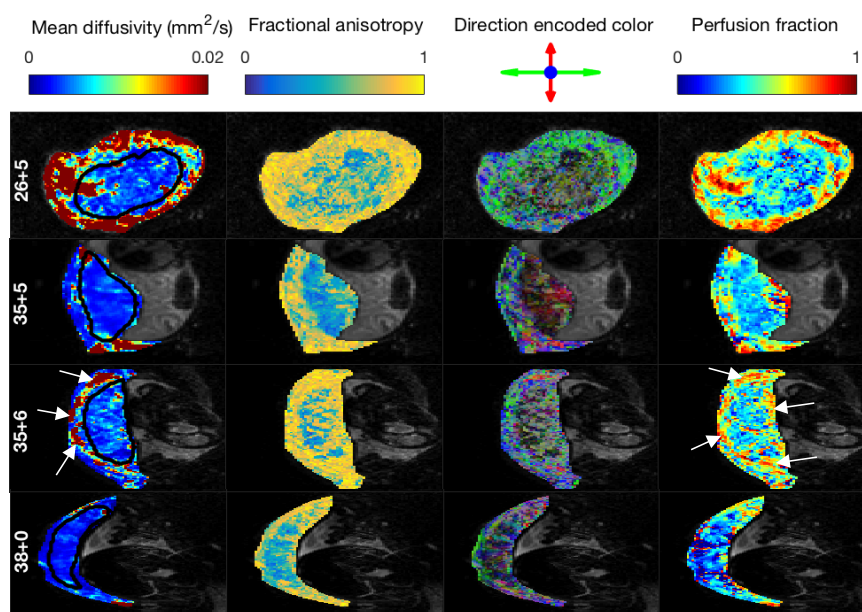 Mean diffusivity (mm²/s) Fractional anisotropy Direction encoded color Perfusion fraction
0 0.02 0 1 0 1
26+5
35+5
35+6
38+0